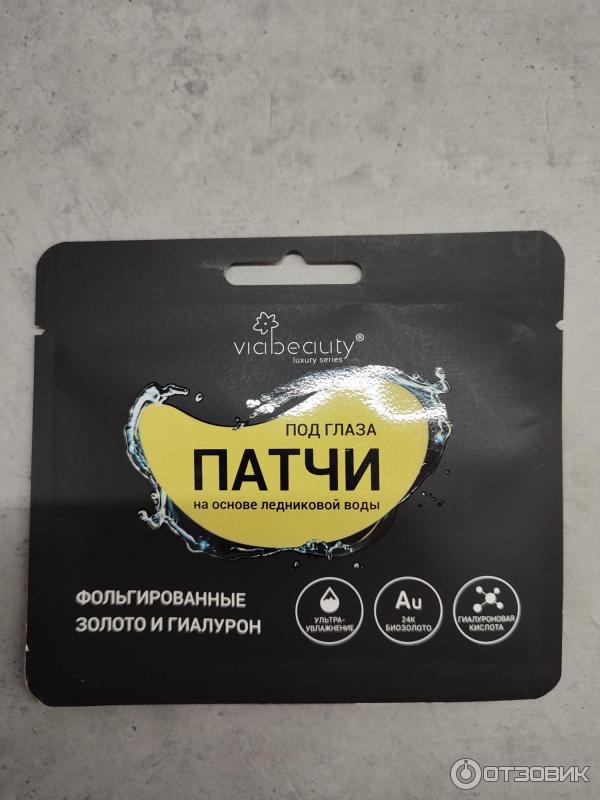 viabeauty®
luxury series
ПОД ГЛАЗА
ПАТЧИ
на основе ледниковой воды
ФОЛЬГИРОВАННЫЕ
ЗОЛОТО И ГИАЛУРОН
УЛЬТРА-
УВЛАЖНЕНИЕ
Au
24К
БИОЗОЛОТО
ГИАЛУРОНОВАЯ
КИСЛОТА
ОТЗОВИК